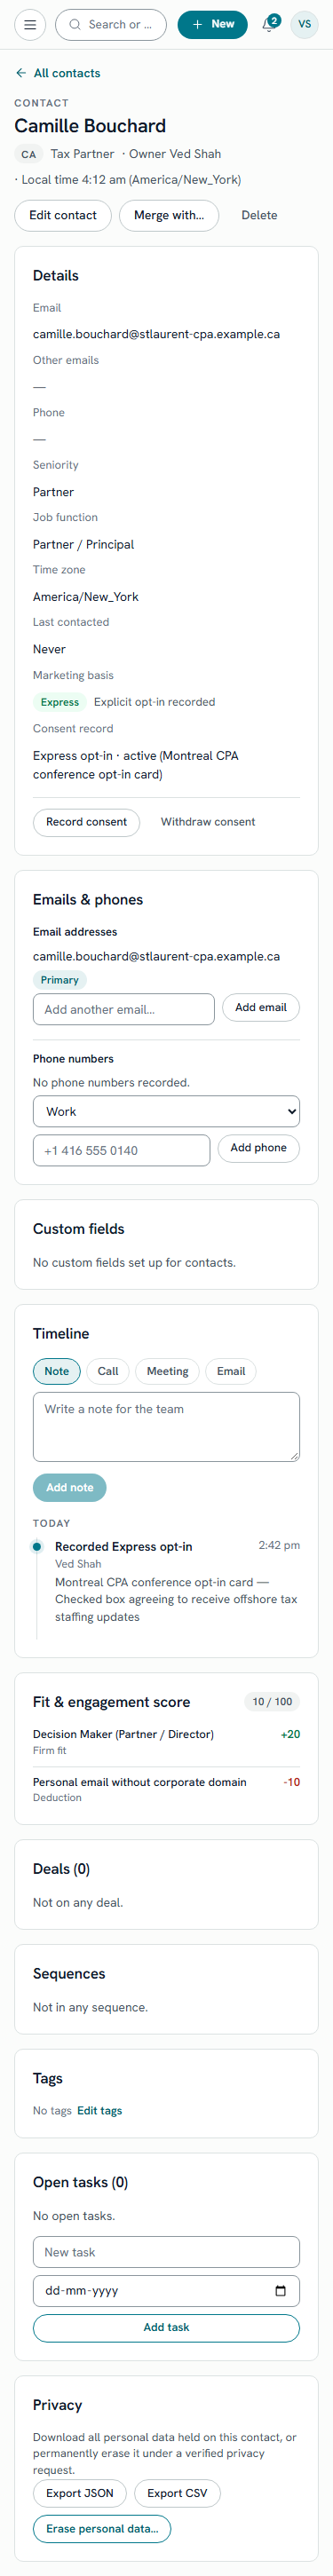 Search or ...
New
2
VS
All contacts
CONTACT
Camille Bouchard
CA Tax Partner · Owner Ved Shah
· Local time 4:12 am (America/New_York)
Edit contact
Merge with...
Delete
Details
Email
camille.bouchard@stlaurent-cpa.example.ca
Other emails
—
Phone
—
Seniority
Partner
Job function
Partner / Principal
Time zone
America/New_York
Last contacted
Never
Marketing basis
Express Explicit opt-in recorded
Consent record
Express opt-in · active (Montreal CPA
conference opt-in card)
Record consent
Withdraw consent
Emails & phones
Email addresses
camille.bouchard@stlaurent-cpa.example.ca
Primary
Add another email...
Add email
Phone numbers
No phone numbers recorded.
Work
+1 416 555 0140
Add phone
Custom fields
No custom fields set up for contacts.
Timeline
Note
Call
Meeting
Email
Write a note for the team
Add note
TODAY
Recorded Express opt-in 2:42 pm
Ved Shah
Montreal CPA conference opt-in card —
Checked box agreeing to receive offshore tax
staffing updates
Fit & engagement score 10 / 100
Decision Maker (Partner / Director) +20
Firm fit
Personal email without corporate domain -10
Deduction
Deals (0)
Not on any deal.
Sequences
Not in any sequence.
Tags
No tags Edit tags
Open tasks (0)
No open tasks.
New task
dd-mm-yyyy
Add task
Privacy
Download all personal data held on this contact, or
permanently erase it under a verified privacy
request.
Export JSON
Export CSV
Erase personal data...